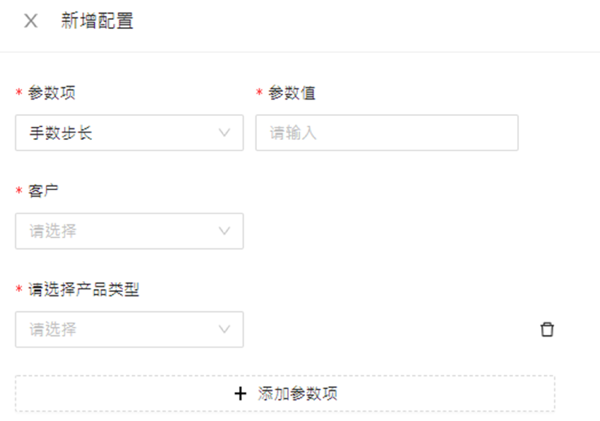 新增配置
* 参数项 * 参数值
手数步长 请输入
* 客户
请选择
* 请选择产品类型
请选择
+ 添加参数项